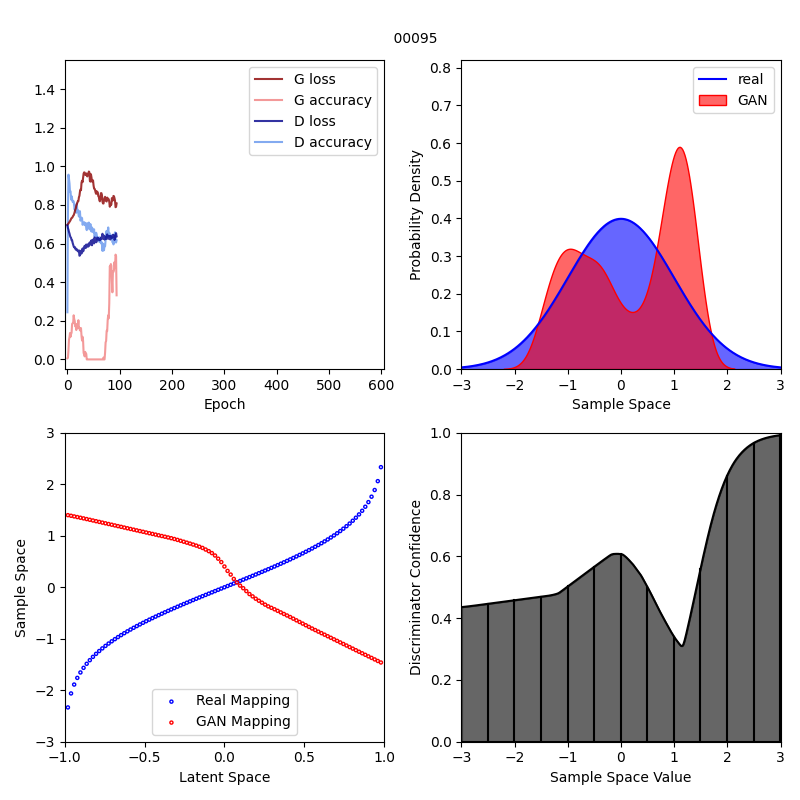 00095
G loss
G accuracy
D loss
D accuracy
1.4
1.2
1.0
0.8
0.6
0.4
0.2
0.0
0 100 200 300 400 500 600
Epoch
real
GAN
Probability Density
0.8
0.7
0.6
0.5
0.4
0.3
0.2
0.1
0.0
−3 −2 −1 0 1 2 3
Sample Space
Sample Space
3
2
1
0
−1
−2
−3
Real Mapping
GAN Mapping
−1.0 −0.5 0.0 0.5 1.0
Latent Space
Discriminator Confidence
1.0
0.8
0.6
0.4
0.2
0.0
−3 −2 −1 0 1 2 3
Sample Space Value